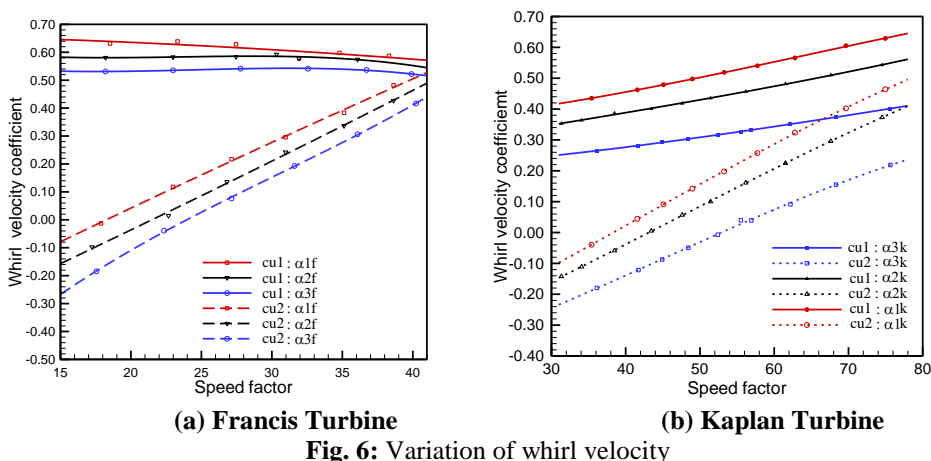 0.70
0.60
0.50
0.40
0.30
0.20
0.10
0.00
-0.10
-0.20
-0.30
-0.40
-0.50
Whirl velocity coefficient
15 20 25 30 35 40
Speed factor
cu1 : α1f
cu1 : α2f
cu1 : α3f
cu2 : α1f
cu2 : α2f
cu2 : α3f
(a) Francis Turbine
0.70
0.60
0.50
0.40
0.30
0.20
0.10
0.00
-0.10
-0.20
-0.30
-0.40
Whirl velocity coeffiemt
30 40 50 60 70 80
Speed factor
cu1 : α3k
cu2 : α3k
cu1 : α2k
cu2 : α2k
cu1 : α1k
cu2 : α1k
(b) Kaplan Turbine
Fig. 6: Variation of whirl velocity